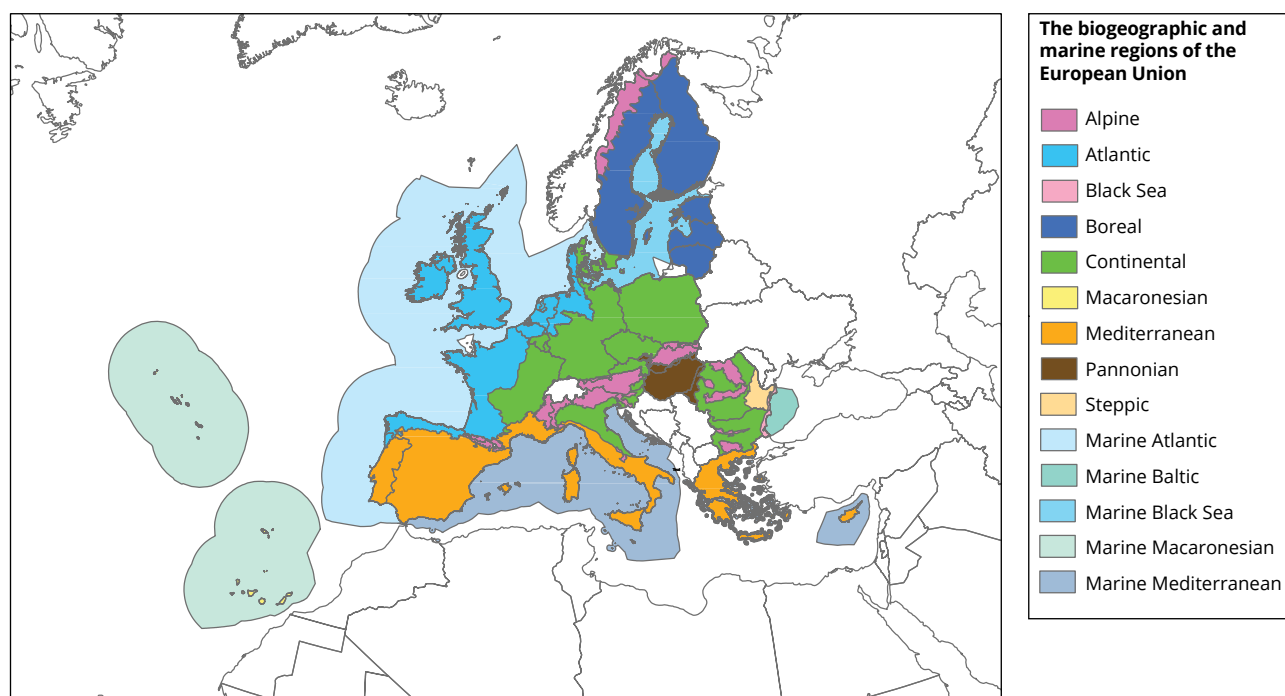 The biogeographic and
marine regions of the
European Union
Alpine
Atlantic
Black Sea
Boreal
Continental
Macaronesian
Mediterranean
Pannonian
Steppic
Marine Atlantic
Marine Baltic
Marine Black Sea
Marine Macaronesian
Marine Mediterranean